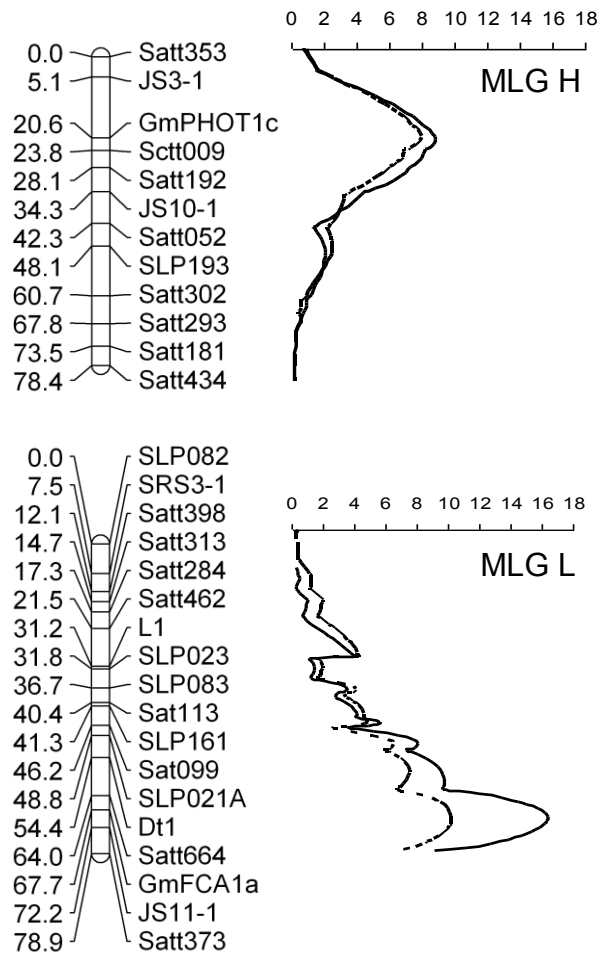 0 2 4 6 8 10 12 14 16 18
MLG H
0.0 Satt353
5.1 JS3-1
20.6 GmPHOT1c
23.8 Sctt009
28.1 Satt192
34.3 JS10-1
42.3 Satt052
48.1 SLP193
60.7 Satt302
67.8 Satt293
73.5 Satt181
78.4 Satt434
0 2 4 6 8 10 12 14 16 18
MLG L
0.0 SLP082
7.5 SRS3-1
12.1 Satt398
14.7 Satt313
17.3 Satt284
21.5 Satt462
31.2 L1
31.8 SLP023
36.7 SLP083
40.4 Sat113
41.3 SLP161
46.2 Sat099
48.8 SLP021A
54.4 Dt1
64.0 Satt664
67.7 GmFCA1a
72.2 JS11-1
78.9 Satt373